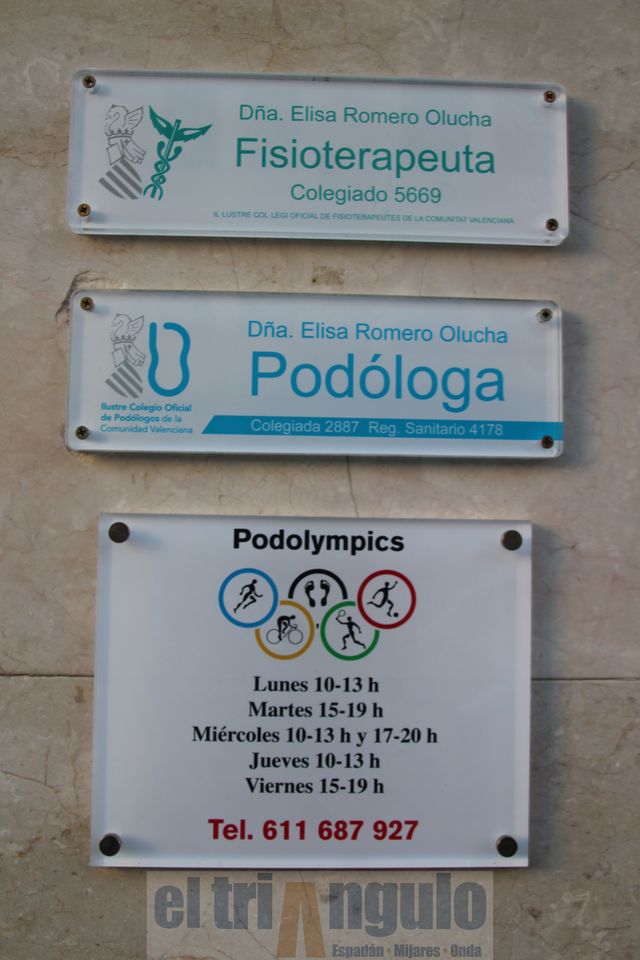 Dña. Elisa Romero Olucha
Fisioterapeuta
Colegiado 5669
IL·LUSTRE COL·LEGI OFICIAL DE FISIOTERAPEUTES DE LA COMUNITAT VALENCIANA
Dña. Elisa Romero Olucha
Podóloga
Ilustre Colegio Oficial
de Podólogos de la
Comunidad Valenciana
Colegiada 2887 Reg. Sanitario 4178
Podolympics
Lunes 10-13 h
Martes 15-19 h
Miércoles 10-13 h y 17-20 h
Jueves 10-13 h
Viernes 15-19 h
Tel. 611 687 927
el triángulo
Espadán · Mijares · Onda